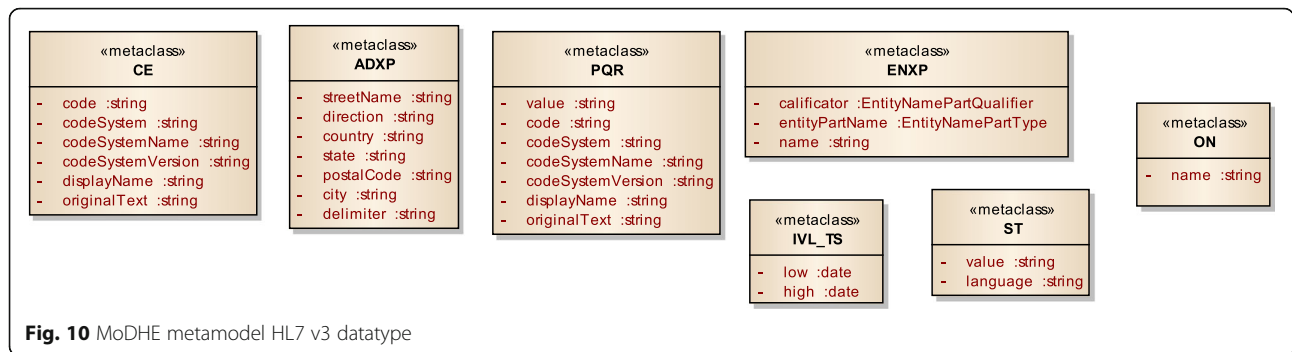 «metaclass»
CE
- code :string
- codeSystem :string
- codeSystemName :string
- codeSystemVersion :string
- displayName :string
- originalText :string
«metaclass»
ADXP
- streetName :string
- direction :string
- country :string
- state :string
- postalCode :string
- city :string
- delimiter :string
«metaclass»
PQR
- value :string
- code :string
- codeSystem :string
- codeSystemName :string
- codeSystemVersion :string
- displayName :string
- originalText :string
«metaclass»
ENXP
- calificator :EntityNamePartQualifier
- entityPartName :EntityNamePartType
- name :string
«metaclass»
ON
- name :string
«metaclass»
IVL_TS
- low :date
- high :date
«metaclass»
ST
- value :string
- language :string
Fig. 10 MoDHE metamodel HL7 v3 datatype